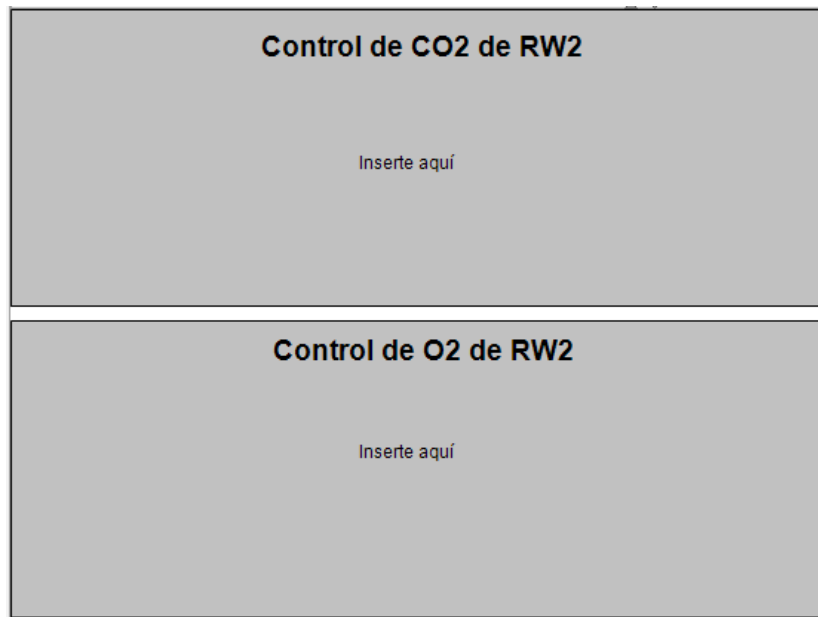 Control de CO2 de RW2
Inserte aquí
Control de O2 de RW2
Inserte aquí